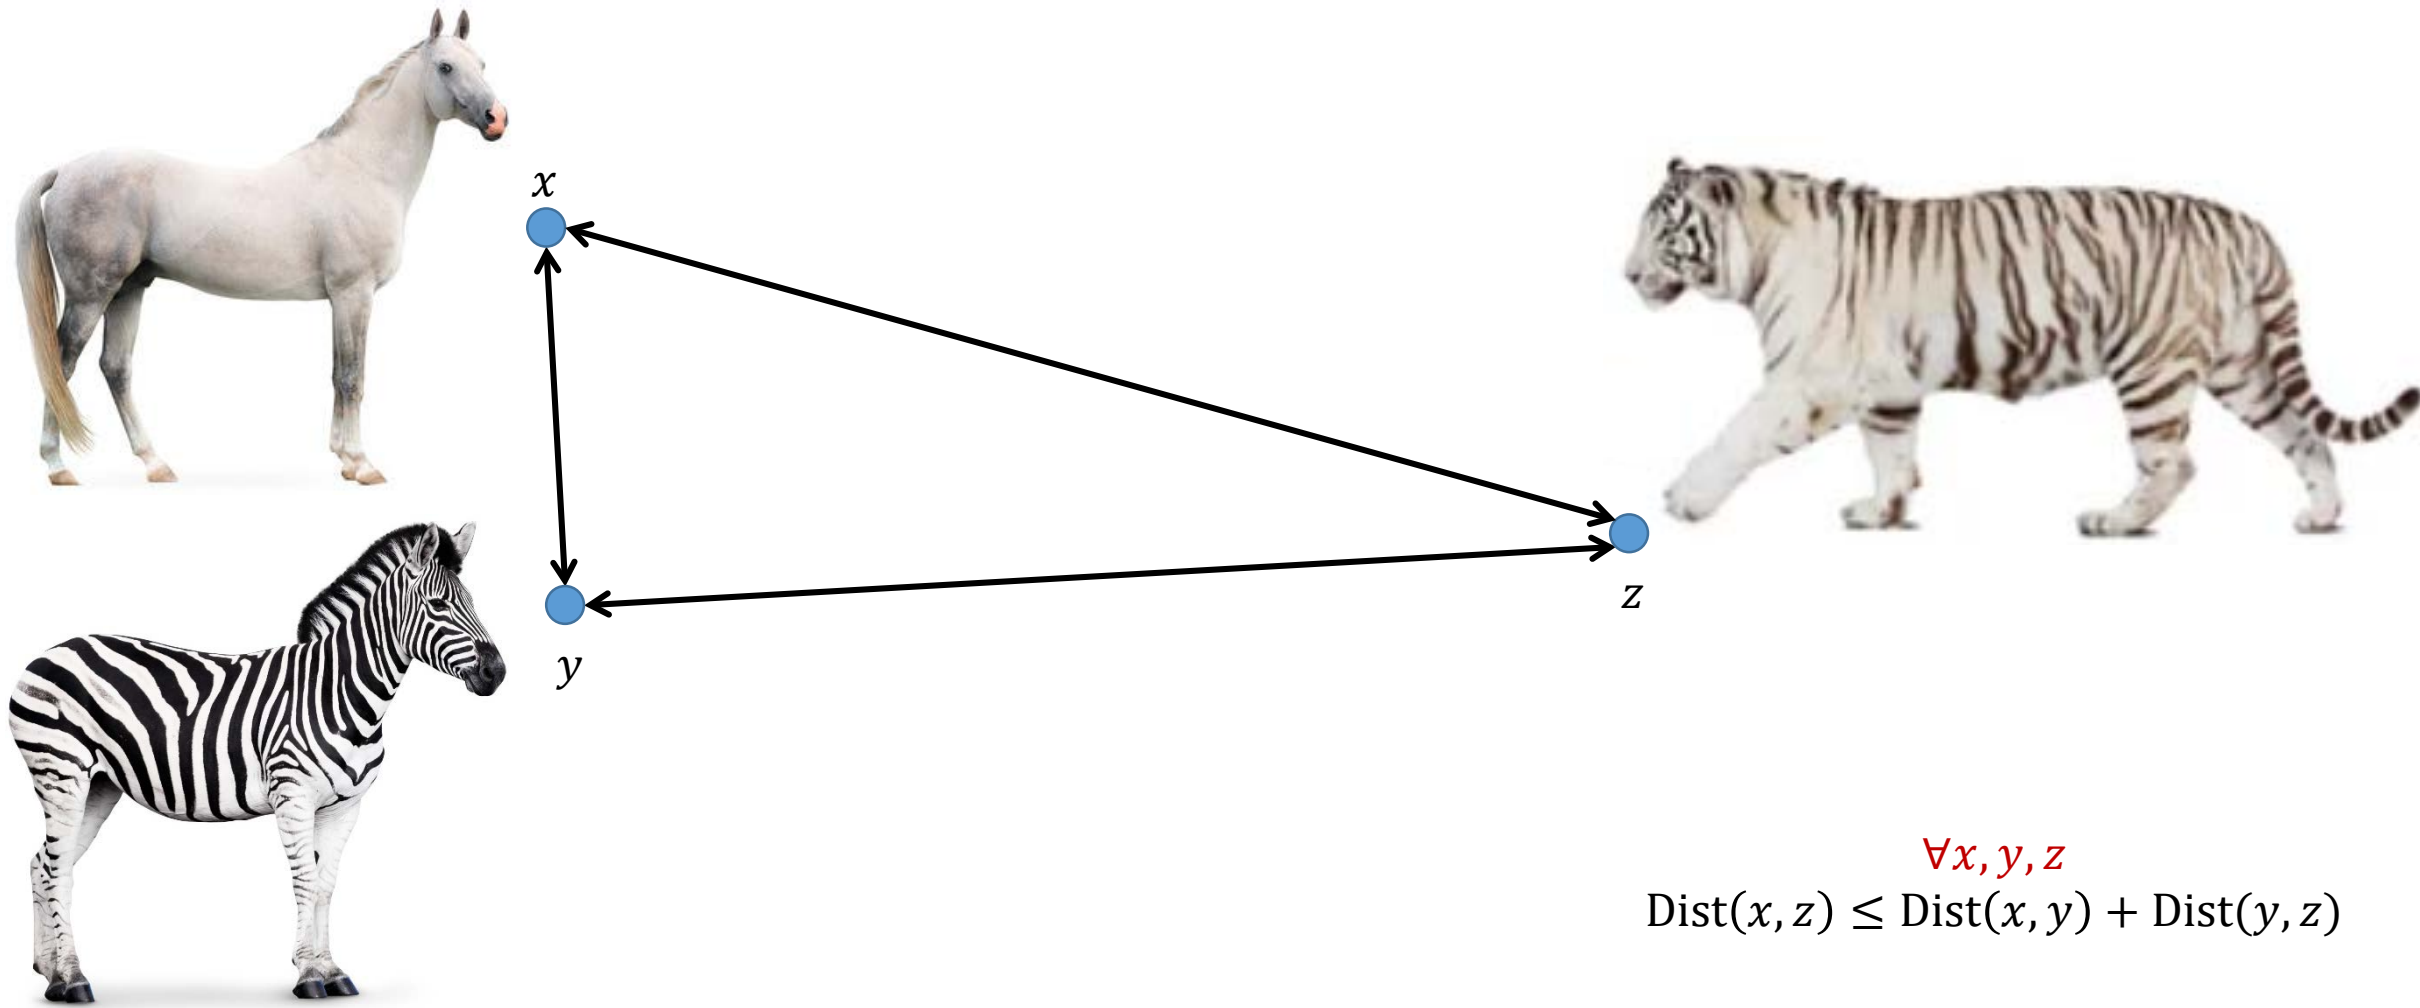 x
y
z
∀x, y, z
Dist(x, z) ≤ Dist(x, y) + Dist(y, z)